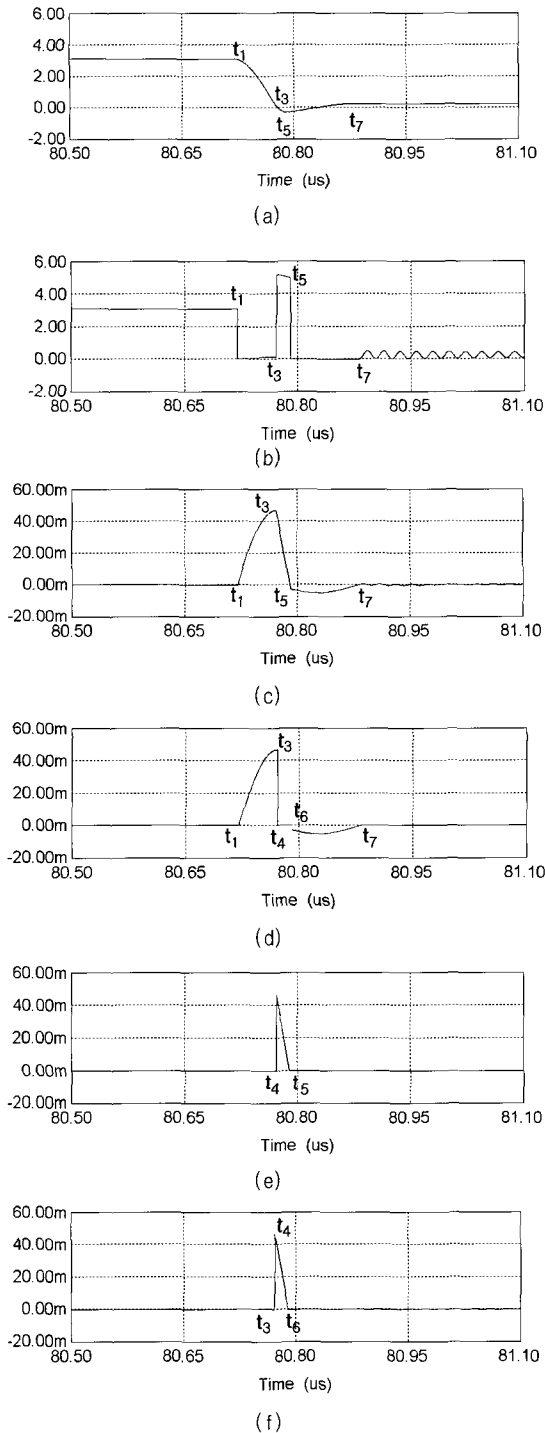 6.00
t1
4.00
2.00
t3
0.00
t5
t7
-2.00
80.50 80.65 80.80 80.95 81.10
Time (us)
(a)
6.00
t5
4.00
t1
2.00
0.00
t3
t7
-2.00
80.50 80.65 80.80 80.95 81.10
Time (us)
(b)
60.00m
t3
40.00m
20.00m
0.00m
t1 t5 t7
-20.00m
80.50 80.65 80.80 80.95 81.10
Time (us)
(c)
60.00m
t3
40.00m
20.00m
t6
0.00m
t1 t4 t7
-20.00m
80.50 80.65 80.80 80.95 81.10
Time (us)
(d)
60.00m
40.00m
20.00m
0.00m
t4 t5
-20.00m
80.50 80.65 80.80 80.95 81.10
Time (us)
(e)
60.00m
t4
40.00m
20.00m
0.00m
t3 t6
-20.00m
80.50 80.65 80.80 80.95 81.10
Time (us)
(f)